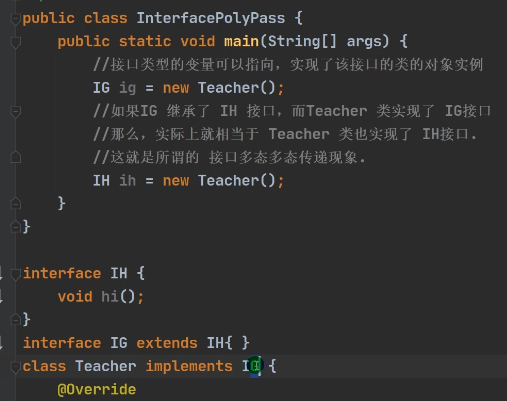 public class InterfacePolyPass {
public static void main(String[] args) {
//接口类型的变量可以指向，实现了该接口的类的对象实例
IG ig = new Teacher();
//如果IG 继承了 IH 接口，而Teacher 类实现了 IG接口
//那么，实际上就相当于 Teacher 类也实现了 IH接口.
//这就是所谓的 接口多态多态传递现象.
IH ih = new Teacher();
}
}
interface IH {
void hi();
}
interface IG extends IH{ }
class Teacher implements {
@Override